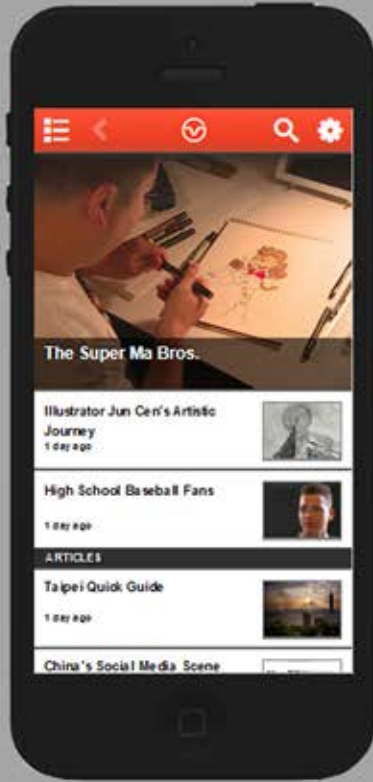 The Super Ma Bros.
Illustrator Jun Cen's Artistic
Journey
1 day ago
High School Baseball Fans
1 day ago
ARTICLES
Taipei Quick Guide
1 day ago
China's Social Media Scene